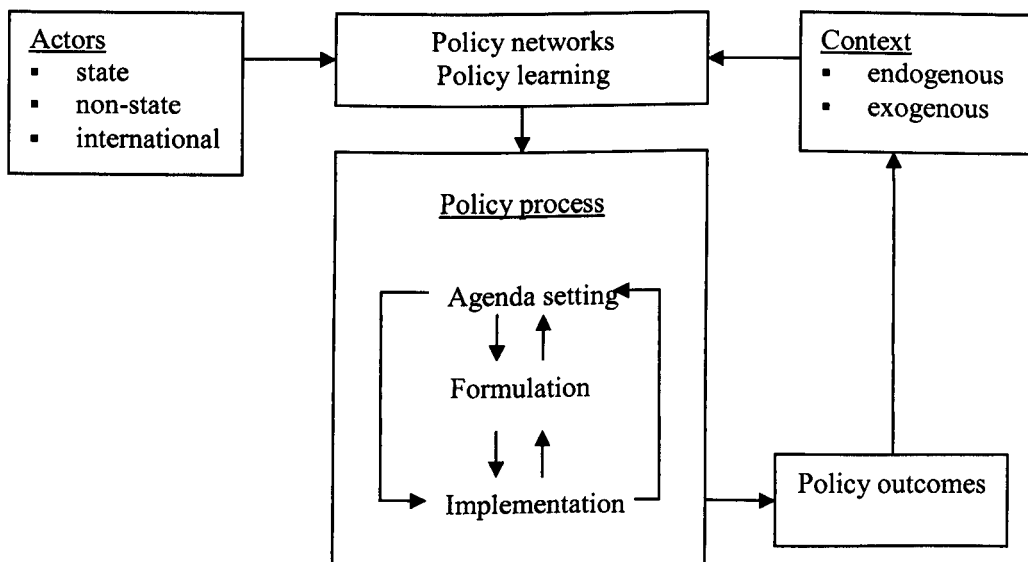 Actors
▪ state
▪ non-state
▪ international
Policy networks
Policy learning
Context
▪ endogenous
▪ exogenous
Policy process
Agenda setting
Formulation
Implementation
Policy outcomes